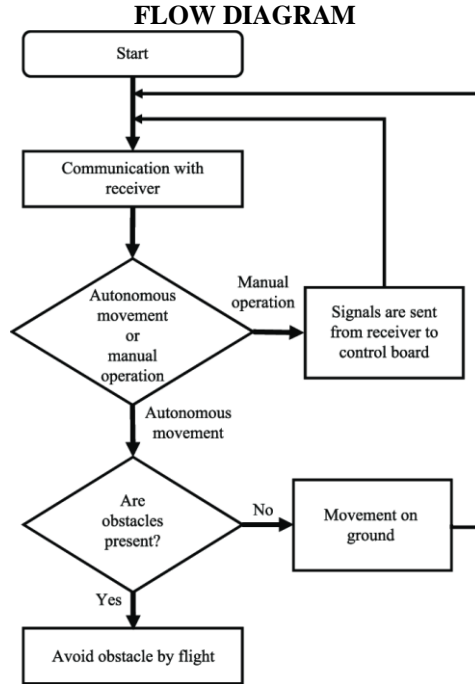 FLOW DIAGRAM
Start
Communication with
receiver
Autonomous
movement
or
manual
operation
Manual
operation
Signals are sent
from receiver to
control board
Autonomous
movement
Are
obstacles
present?
No
Movement on
ground
Yes
Avoid obstacle by flight